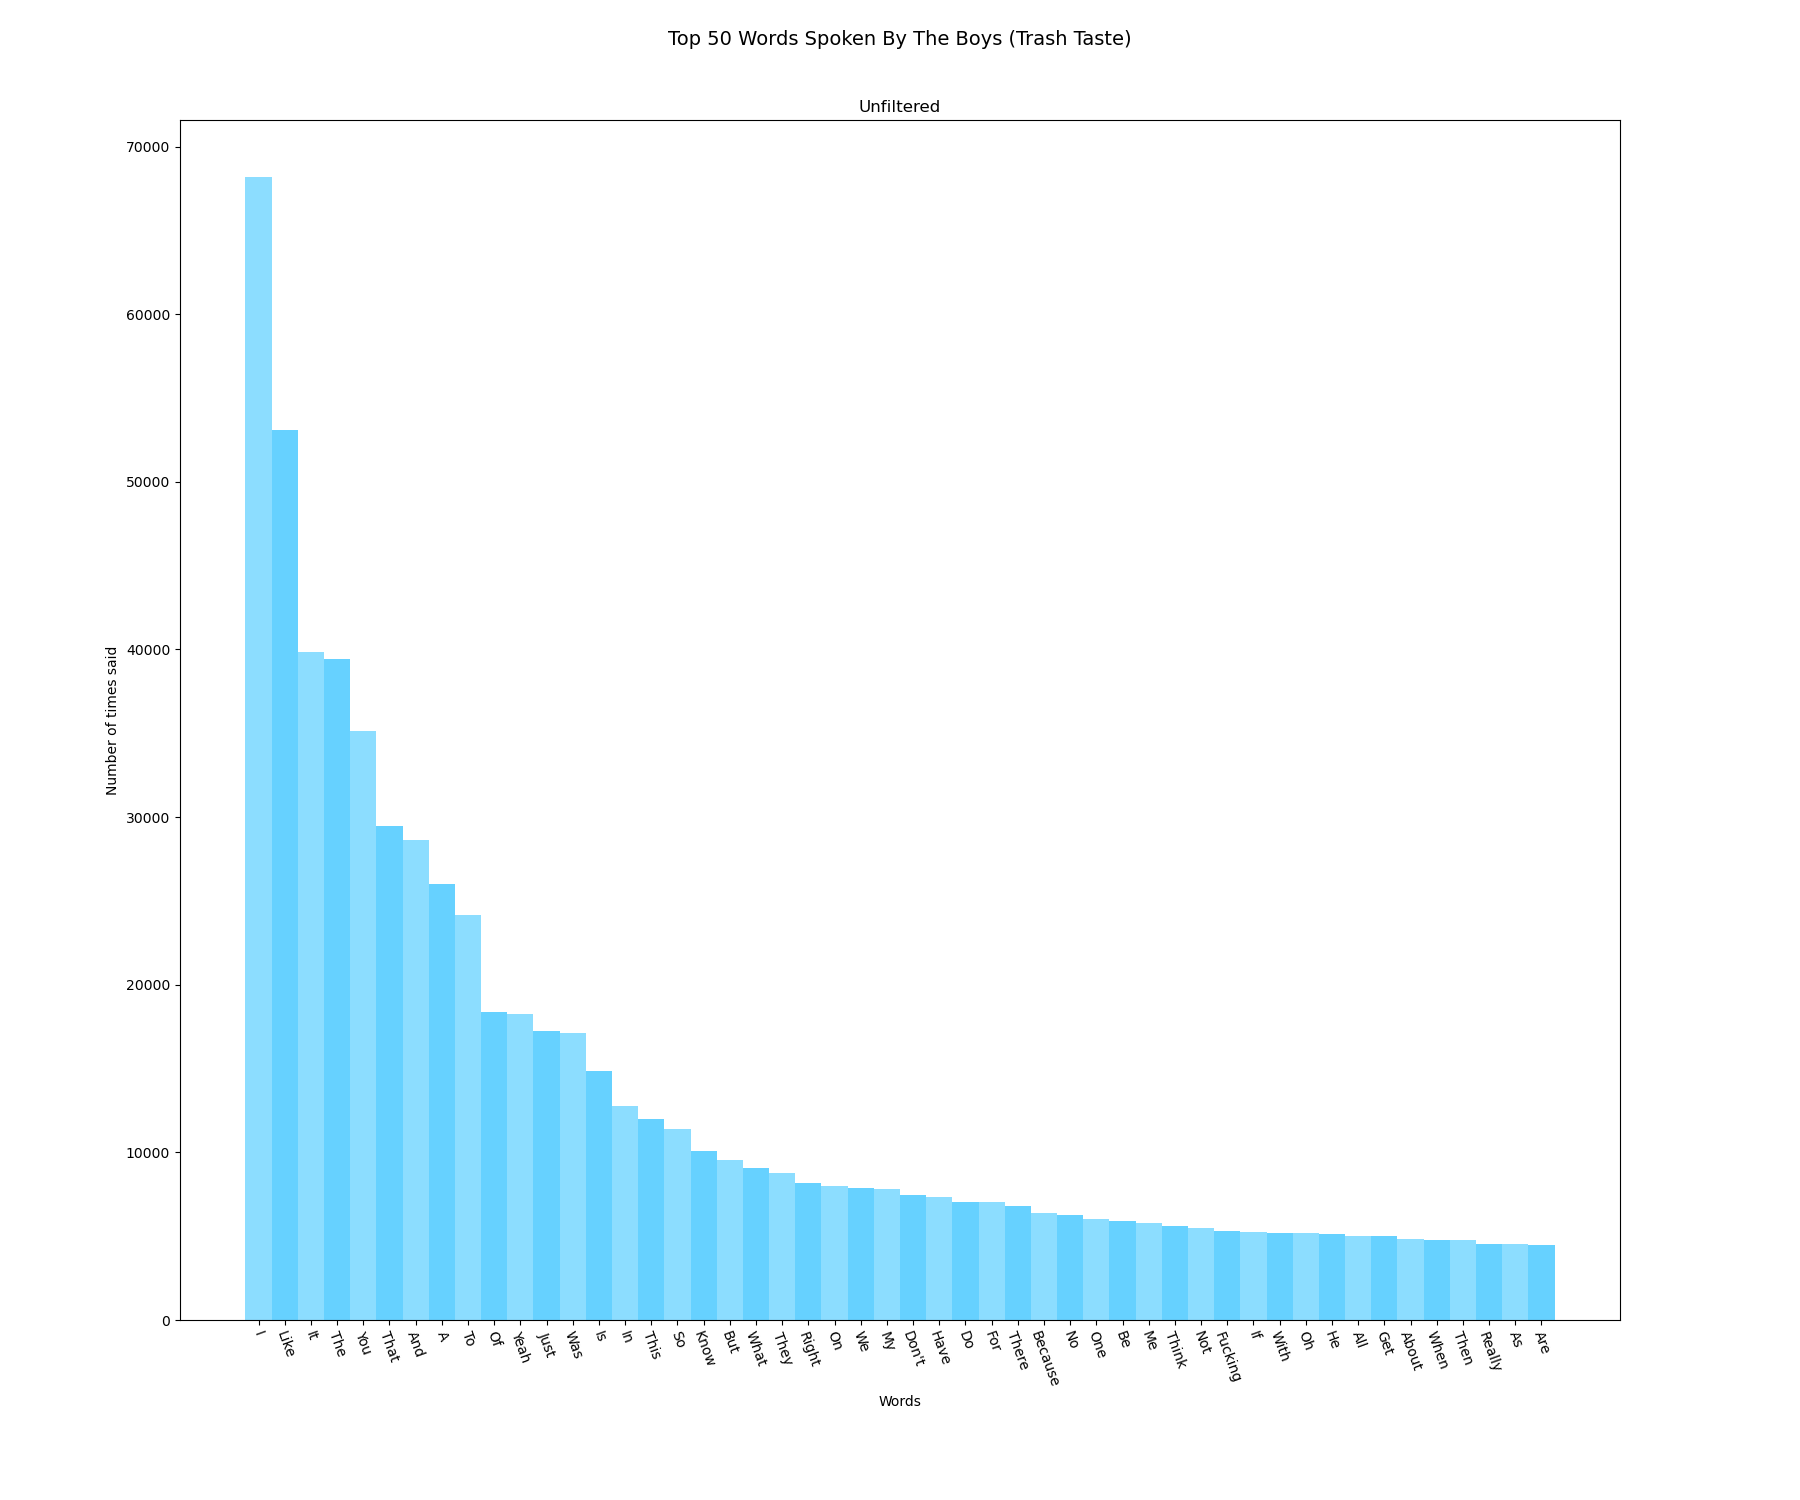 Top 50 Words Spoken By The Boys (Trash Taste)
Unfiltered
70000
60000
50000
40000
30000
20000
10000
0
Number of times said
I
Like
It
The
You
That
And
A
To
Of
Yeah
Just
Was
Is
In
This
So
Know
But
What
They
Right
On
We
My
Don't
Have
Do
For
There
Because
No
One
Be
Me
Think
Not
Fucking
If
With
Oh
He
All
Get
About
When
Then
Really
As
Are
Words